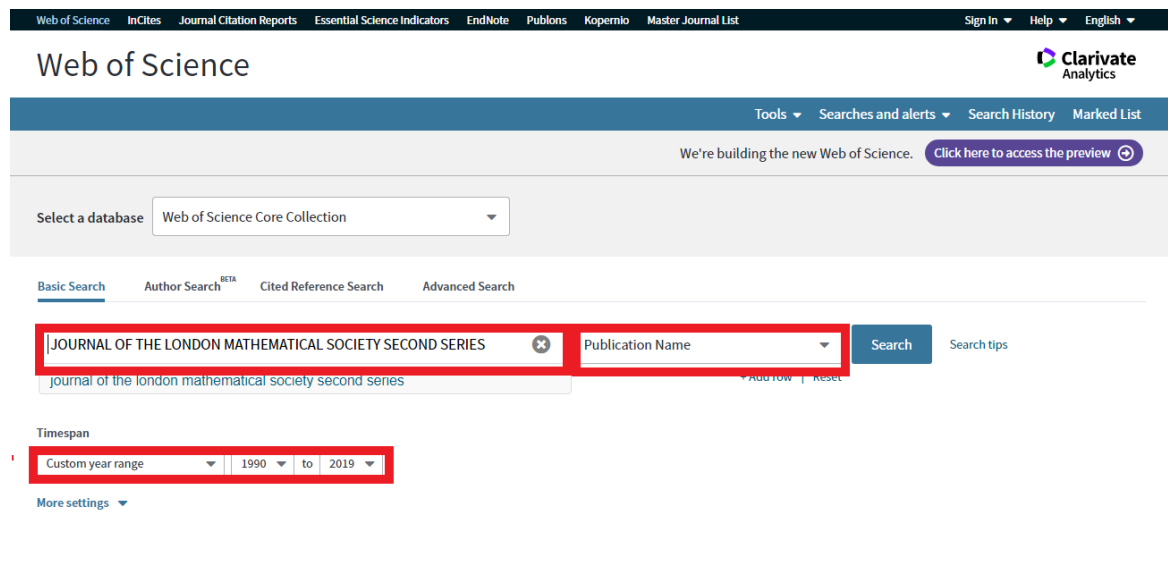 Web of Science InCites Journal Citation Reports Essential Science Indicators EndNote Publons Kopernio Master Journal List Sign In Help English
Web of Science
Clarivate
Analytics
Tools Searches and alerts Search History Marked List
We're building the new Web of Science. Click here to access the preview
Select a database Web of Science Core Collection
Basic Search Author Search BETA Cited Reference Search Advanced Search
JOURNAL OF THE LONDON MATHEMATICAL SOCIETY SECOND SERIES Publication Name Search Search tips
journal of the london mathematical society second series + Add row | Reset
Timespan
Custom year range 1990 to 2019
More settings